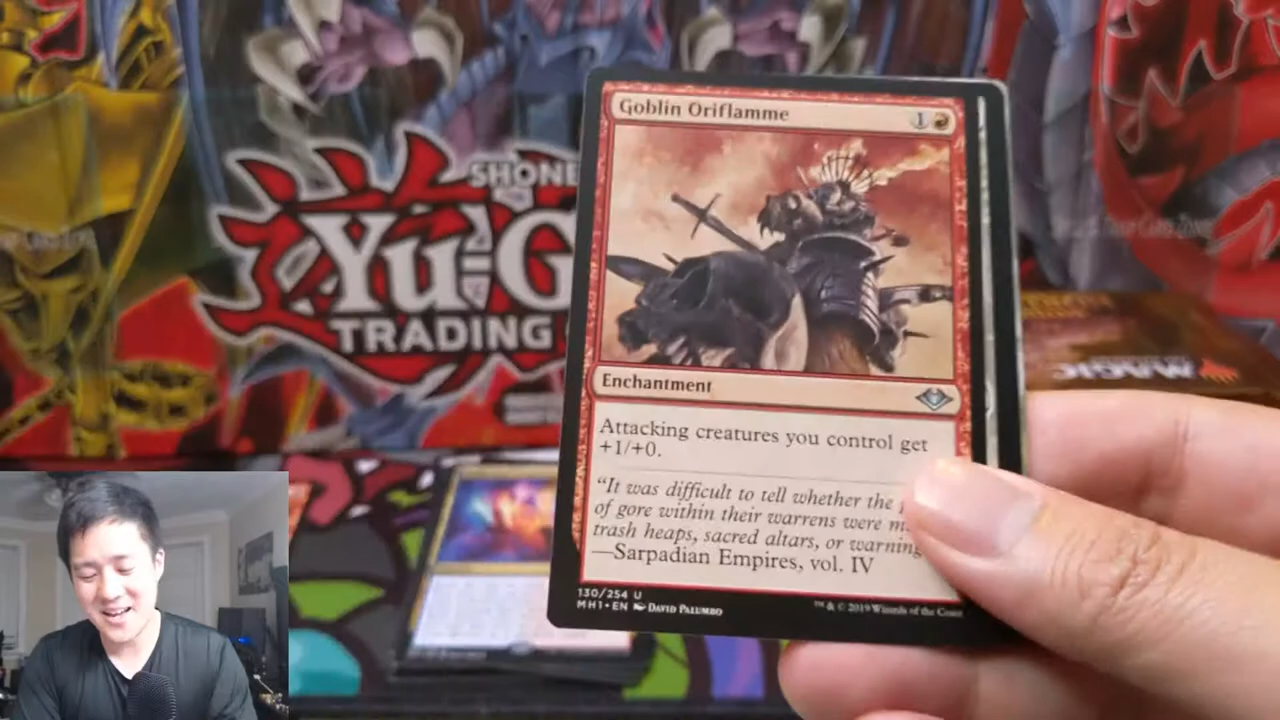 SHONE
Yu-G
TRADING
Goblin Oriflamme
1
Enchantment
Attacking creatures you control get
+1/+0.
"It was difficult to tell whether the
of gore within their warrens were
trash heaps, sacred altars, or warning
—Sarpadian Empires, vol. IV
130/254 U
MH1 • EN DAVID PALUMBO
™ & © 2019 Wizards of the Coast
MAGIC